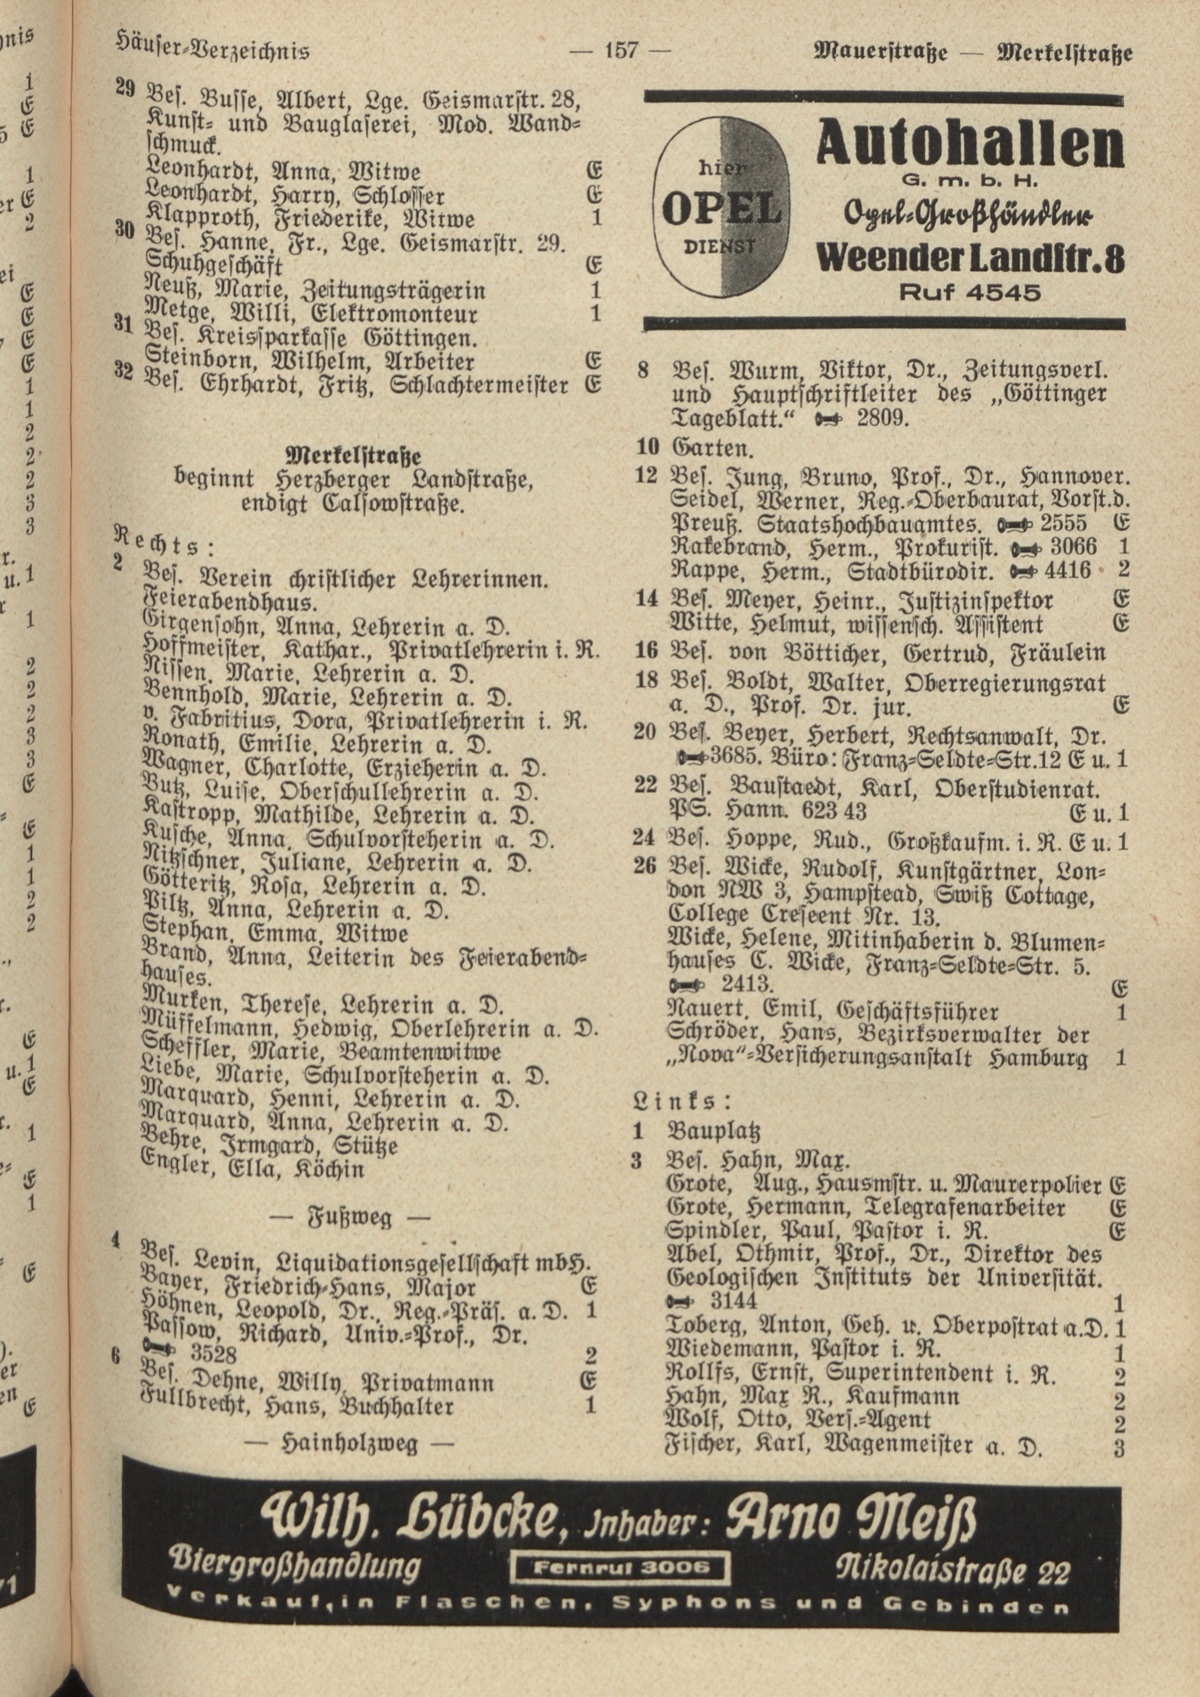 Häuser-Verzeichnis
— 157 —
Mauerstraße — Merkelstraße
29 Bes. Busse, Albert, Lge. Geismarstr. 28,
Kunst- und Bauglaserei, Mod. Wand-
schmuck.
Leonhardt, Anna, Witwe E
Leonhardt, Harry, Schlosser E
Klapproth, Friederike, Witwe 1
30 Bes. Hanne, Fr., Lge. Geismarstr. 29.
Schuhgeschäft E
Neuß, Marie, Zeitungsträgerin 1
Metge, Willi, Elektromonteur 1
31 Bes. Kreissparkasse Göttingen.
Steinborn, Wilhelm, Arbeiter E
32 Bes. Ehrhardt, Fritz, Schlachtermeister E
Merkelstraße
beginnt Herzberger Landstraße,
endigt Calsowstraße.
Rechts:
2 Bes. Verein christlicher Lehrerinnen.
Feierabendhaus.
Girgensohn, Anna, Lehrerin a. D.
Hoffmeister, Kathar., Privatlehrerin i. R.
Nissen, Marie, Lehrerin a. D.
Bennhold, Marie, Lehrerin a. D.
v. Fabritius, Dora, Privatlehrerin i. R.
Ronath, Emilie, Lehrerin a. D.
Wagner, Charlotte, Erzieherin a. D.
Butz, Luise, Oberschullehrerin a. D.
Kastropp, Mathilde, Lehrerin a. D.
Kusche, Anna, Schulvorsteherin a. D.
Nitzschner, Juliane, Lehrerin a. D.
Götteritz, Rosa, Lehrerin a. D.
Piltz, Anna, Lehrerin a. D.
Stephan, Emma, Witwe
Brand, Anna, Leiterin des Feierabend-
hauses.
Murken, Therese, Lehrerin a. D.
Müffelmann, Hedwig, Oberlehrerin a. D.
Scheffler, Marie, Beamtenwitwe
Liebe, Marie, Schulvorsteherin a. D.
Marquard, Henni, Lehrerin a. D.
Marquard, Anna, Lehrerin a. D.
Behre, Irmgard, Stütze
Engler, Ella, Köchin
— Fußweg —
4 Bes. Levin, Liquidationsgesellschaft mbH.
Bayer, Friedrich-Hans, Major E
Höhnen, Leopold, Dr., Reg.-Präs. a. D. 1
Passow, Richard, Univ.-Prof., Dr.
3528 2
6 Bes. Dehne, Willy, Privatmann E
Fullbrecht, Hans, Buchhalter 1
— Hainholzweg —
hier
OPEL
DIENST
Autohallen
G. m. b. H.
Opel-Großhändler
Weender Landstr. 8
Ruf 4545
8 Bes. Wurm, Viktor, Dr., Zeitungsverl.
und Hauptschriftleiter des „Göttinger
Tageblatt.“ 2809.
10 Garten.
12 Bes. Jung, Bruno, Prof., Dr., Hannover.
Seidel, Werner, Reg.-Oberbaurat, Vorst. d.
Preuß. Staatshochbauamtes. 2555 E
Rakebrand, Herm., Prokurist. 3066 1
Rappe, Herm., Stadtbürodir. 4416 2
14 Bes. Meyer, Heinr., Justizinspektor E
Witte, Helmut, wissensch. Assistent E
16 Bes. von Bötticher, Gertrud, Fräulein
18 Bes. Boldt, Walter, Oberregierungsrat
a. D., Prof. Dr. jur. E
20 Bes. Beyer, Herbert, Rechtsanwalt, Dr.
3685. Büro: Franz-Seldte-Str. 12 E u. 1
22 Bes. Baustaedt, Karl, Oberstudienrat.
PS. Hann. 623 43 E u. 1
24 Bes. Hoppe, Rud., Großkaufm. i. R. E u. 1
26 Bes. Wicke, Rudolf, Kunstgärtner, Lon-
don NW 3, Hampstead, Swiß Cottage,
College Creseent Nr. 13.
Wicke, Helene, Mitinhaberin d. Blumen-
hauses C. Wicke, Franz-Seldte-Str. 5.
2413. E
Nauert, Emil, Geschäftsführer 1
Schröder, Hans, Bezirksverwalter der
„Nova“-Versicherungsanstalt Hamburg 1
Links:
1 Bauplatz
3 Bes. Hahn, Max.
Grote, Aug., Hausmstr. u. Maurerpolier E
Grote, Hermann, Telegrafenarbeiter E
Spindler, Paul, Pastor i. R. E
Abel, Othmir, Prof., Dr., Direktor des
Geologischen Instituts der Universität.
3144 1
Toberg, Anton, Geh. u. Oberpostrat a. D. 1
Wiedemann, Pastor i. R. 1
Rollfs, Ernst, Superintendent i. R. 2
Hahn, Max R., Kaufmann 2
Wolf, Otto, Vers.-Agent 2
Fischer, Karl, Wagenmeister a. D. 3
Wilh. Lübcke, Inhaber: Arno Meiß
Biergroßhandlung Fernruf 3006 Nikolaistraße 22
Verkauf, in Flaschen, Syphons und Gebinden